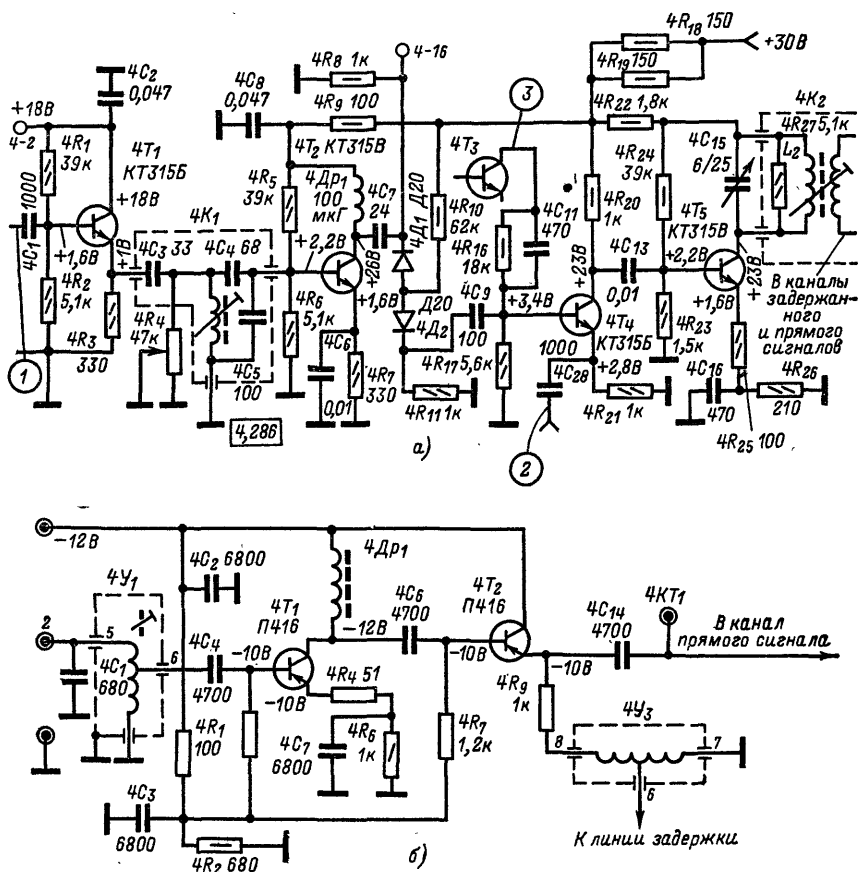 4R18 150
+30В
4R19 150
4C2
0,047
4R8 1к
4-16
4C8
0,047
4R9 100
3
4R22 1,8к
4К2
+18В
4-2
4T2 КТ315В
4T3
4R27 5,1к
4R1
39к
4T1
КТ315Б
4R5
39к
4Др1
100
мкГ
4C7
24
Д20
4Д1
4R10
62к
4C11
470
4R20
1к
4R24
39к
4C15
6/25
L2
1000
4C1
+18В
4К1
4R16
18к
4T5
КТ315В
+1,6В
+1В
4C3 33
4C4 68
+2,2В
+26В
4C13
0,01
+2,2В
+23В
+23В
4R2
5,1к
4R4
47к
4R6
5,1к
+1,6В
Д20
4Д2
4C9
100
+3,4В
4T4
КТ315Б
+1,6В
В каналы
задержан-
ного
и прямого
сигналов
4R3
330
4C5
100
4C6
0,01
4R7
330
4R17 5,6к
4R11 1к
1000
4C28
+2,8В
4R21 1к
4R23
1,5к
4C16
470
4R26
210
4R25 100
1
4,286
а)
2
-12В
4У1
4C2 6800
4Др1
4T1
П416
4C6
4700
4T2
П416
4C14
4700
4КТ1
В канал
прямого сигнала
2
5
6
4C1
680
4C4
4700
-10В
-12В
-10В
-10В
-10В
4R4 51
4R9
1к
4У3
4R1
100
4C7
6800
4R6
1к
4R7
1,2к
8
7
6
4C3
6800
4R2 680
б)
К линии задержки